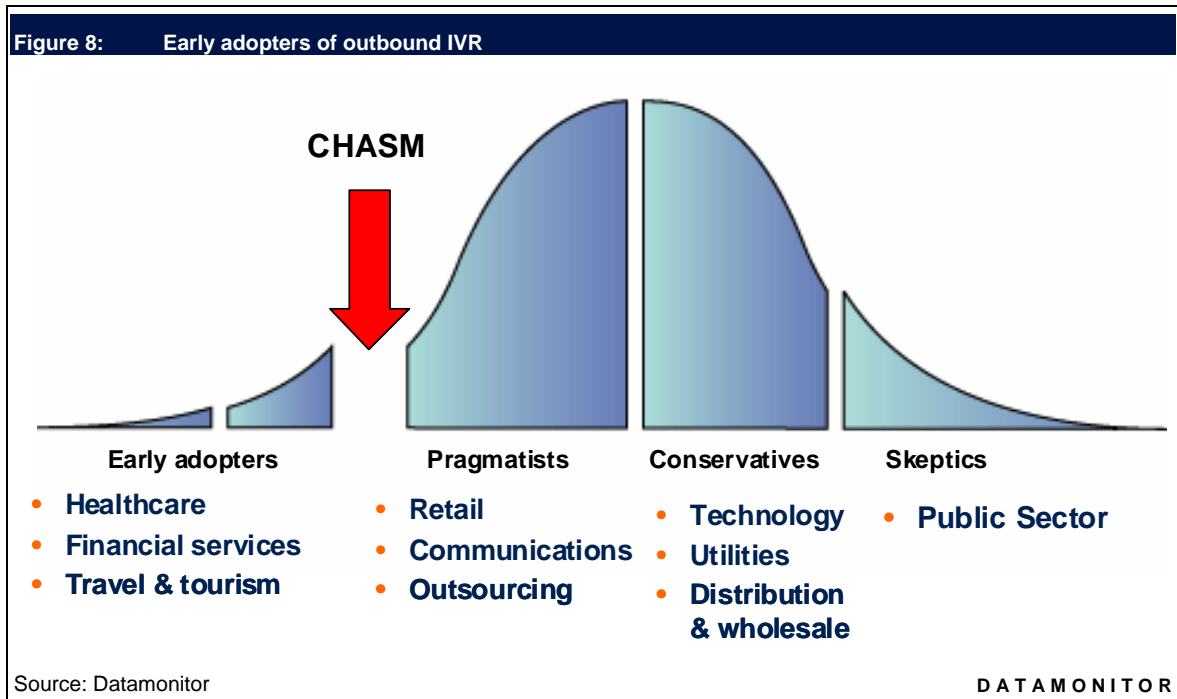 Figure 8: Early adopters of outbound IVR
CHASM
Early adopters
• Healthcare
• Financial services
• Travel & tourism
Pragmatists
• Retail
• Communications
• Outsourcing
Conservatives
• Technology
• Utilities
• Distribution
& wholesale
Skeptics
• Public Sector
Source: Datamonitor
DATAMONITOR